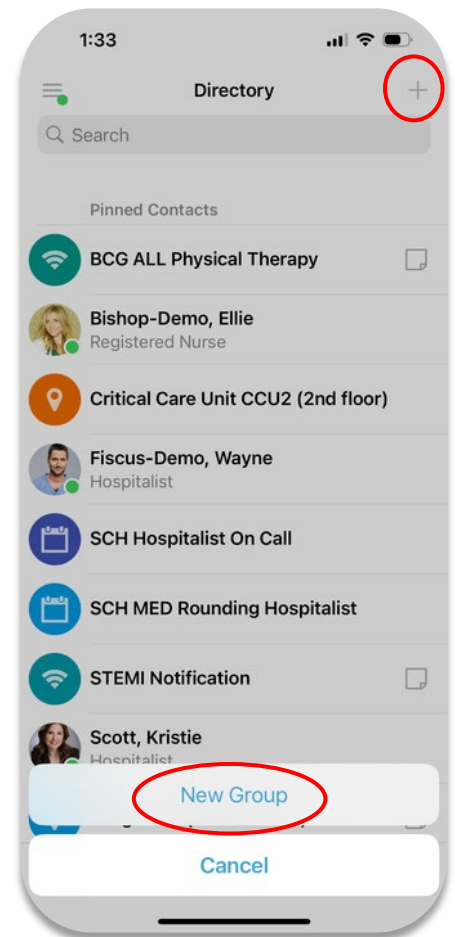 1:33
Directory
Search
Pinned Contacts
BCG ALL Physical Therapy
Bishop-Demo, Ellie
Registered Nurse
Critical Care Unit CCU2 (2nd floor)
Fiscus-Demo, Wayne
Hospitalist
SCH Hospitalist On Call
SCH MED Rounding Hospitalist
STEMI Notification
Scott, Kristie
Hospitalist
New Group
Cancel